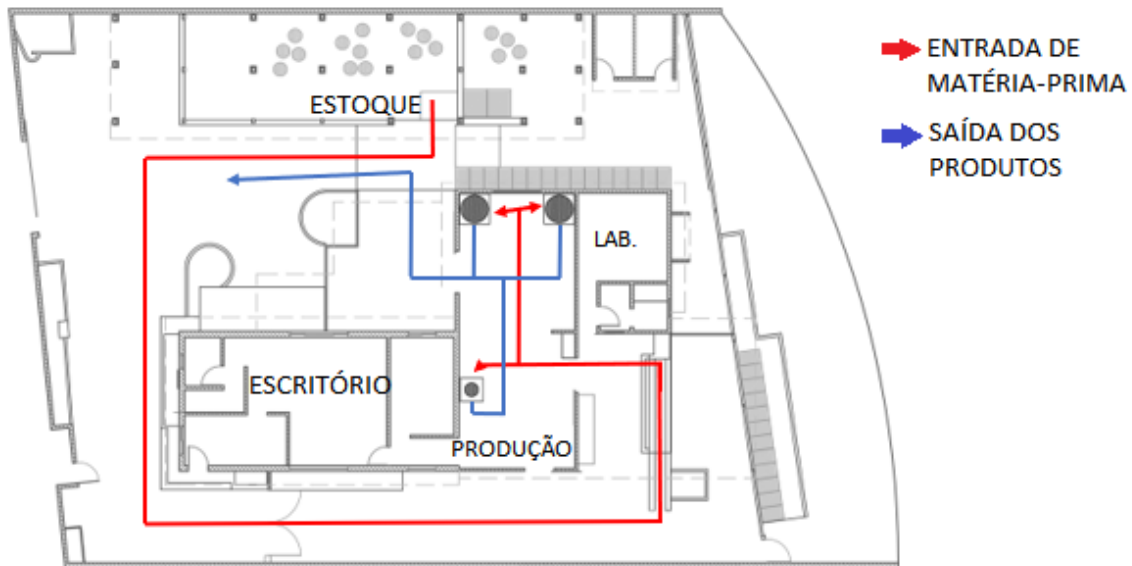 ENTRADA DE
MATÉRIA-PRIMA
SAÍDA DOS
PRODUTOS
ESTOQUE
LAB.
ESCRITÓRIO
PRODUÇÃO